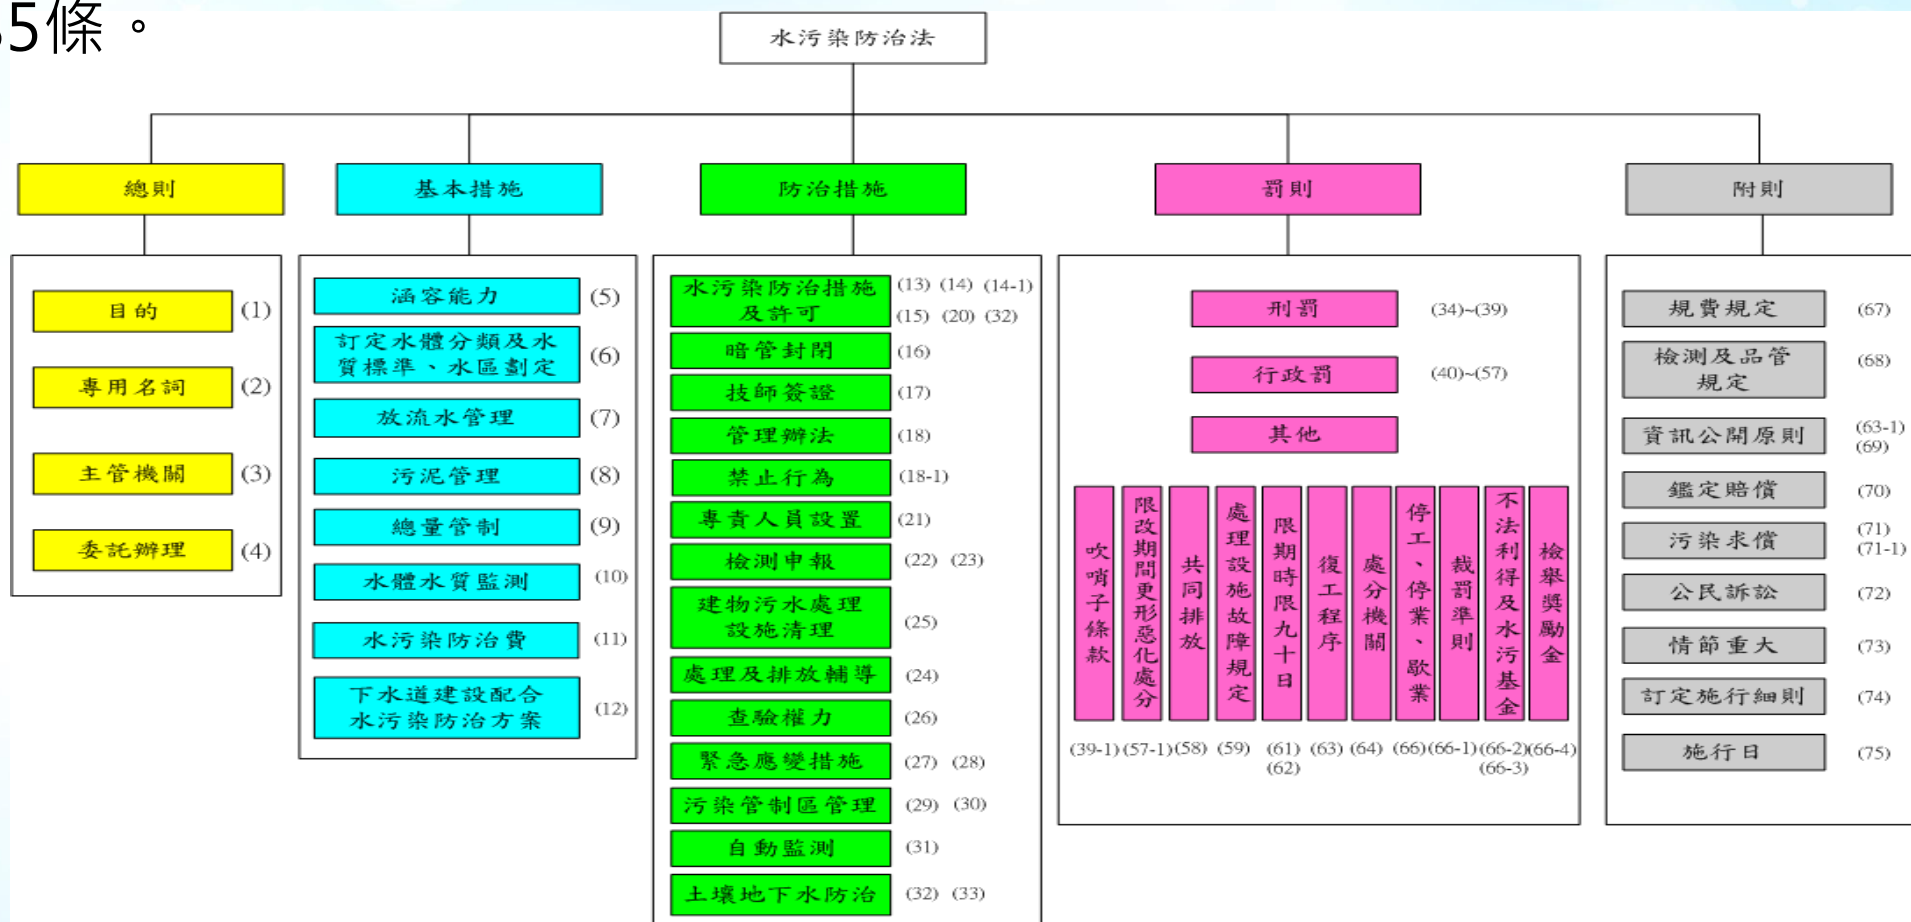 5條。
水污染防治法
總則
目的 (1)
專用名詞 (2)
主管機關 (3)
委託辦理 (4)
基本措施
涵容能力 (5)
訂定水體分類及水
質標準、水區劃定 (6)
放流水管理 (7)
污泥管理 (8)
總量管制 (9)
水體水質監測 (10)
水污染防治費 (11)
下水道建設配合
水污染防治方案 (12)
防治措施
水污染防治措施 (13) (14) (14-1)
及許可 (15) (20) (32)
暗管封閉 (16)
技師簽證 (17)
管理辦法 (18)
禁止行為 (18-1)
專責人員設置 (21)
檢測申報 (22) (23)
建物污水處理
設施清理 (25)
處理及排放輔導 (24)
查驗權力 (26)
緊急應變措施 (27) (28)
污染管制區管理 (29) (30)
自動監測 (31)
土壤地下水防治 (32) (33)
罰則
刑罰 (34)~(39)
行政罰 (40)~(57)
其他
吹哨子條款
限改期間更形惡化處分
共同排放
處理設施故障規定
限期時限九十日
復工程序
處分機關
停工、停業、歇業
裁罰準則
不法利得及水污基金
檢舉獎勵金
(39-1) (57-1) (58) (59) (61) (63) (64) (66) (66-1) (66-2) (66-4)
(62) (66-3)
附則
規費規定 (67)
檢測及品管
規定 (68)
資訊公開原則 (63-1)
(69)
鑑定賠償 (70)
污染求償 (71)
(71-1)
公民訴訟 (72)
情節重大 (73)
訂定施行細則 (74)
施行日 (75)